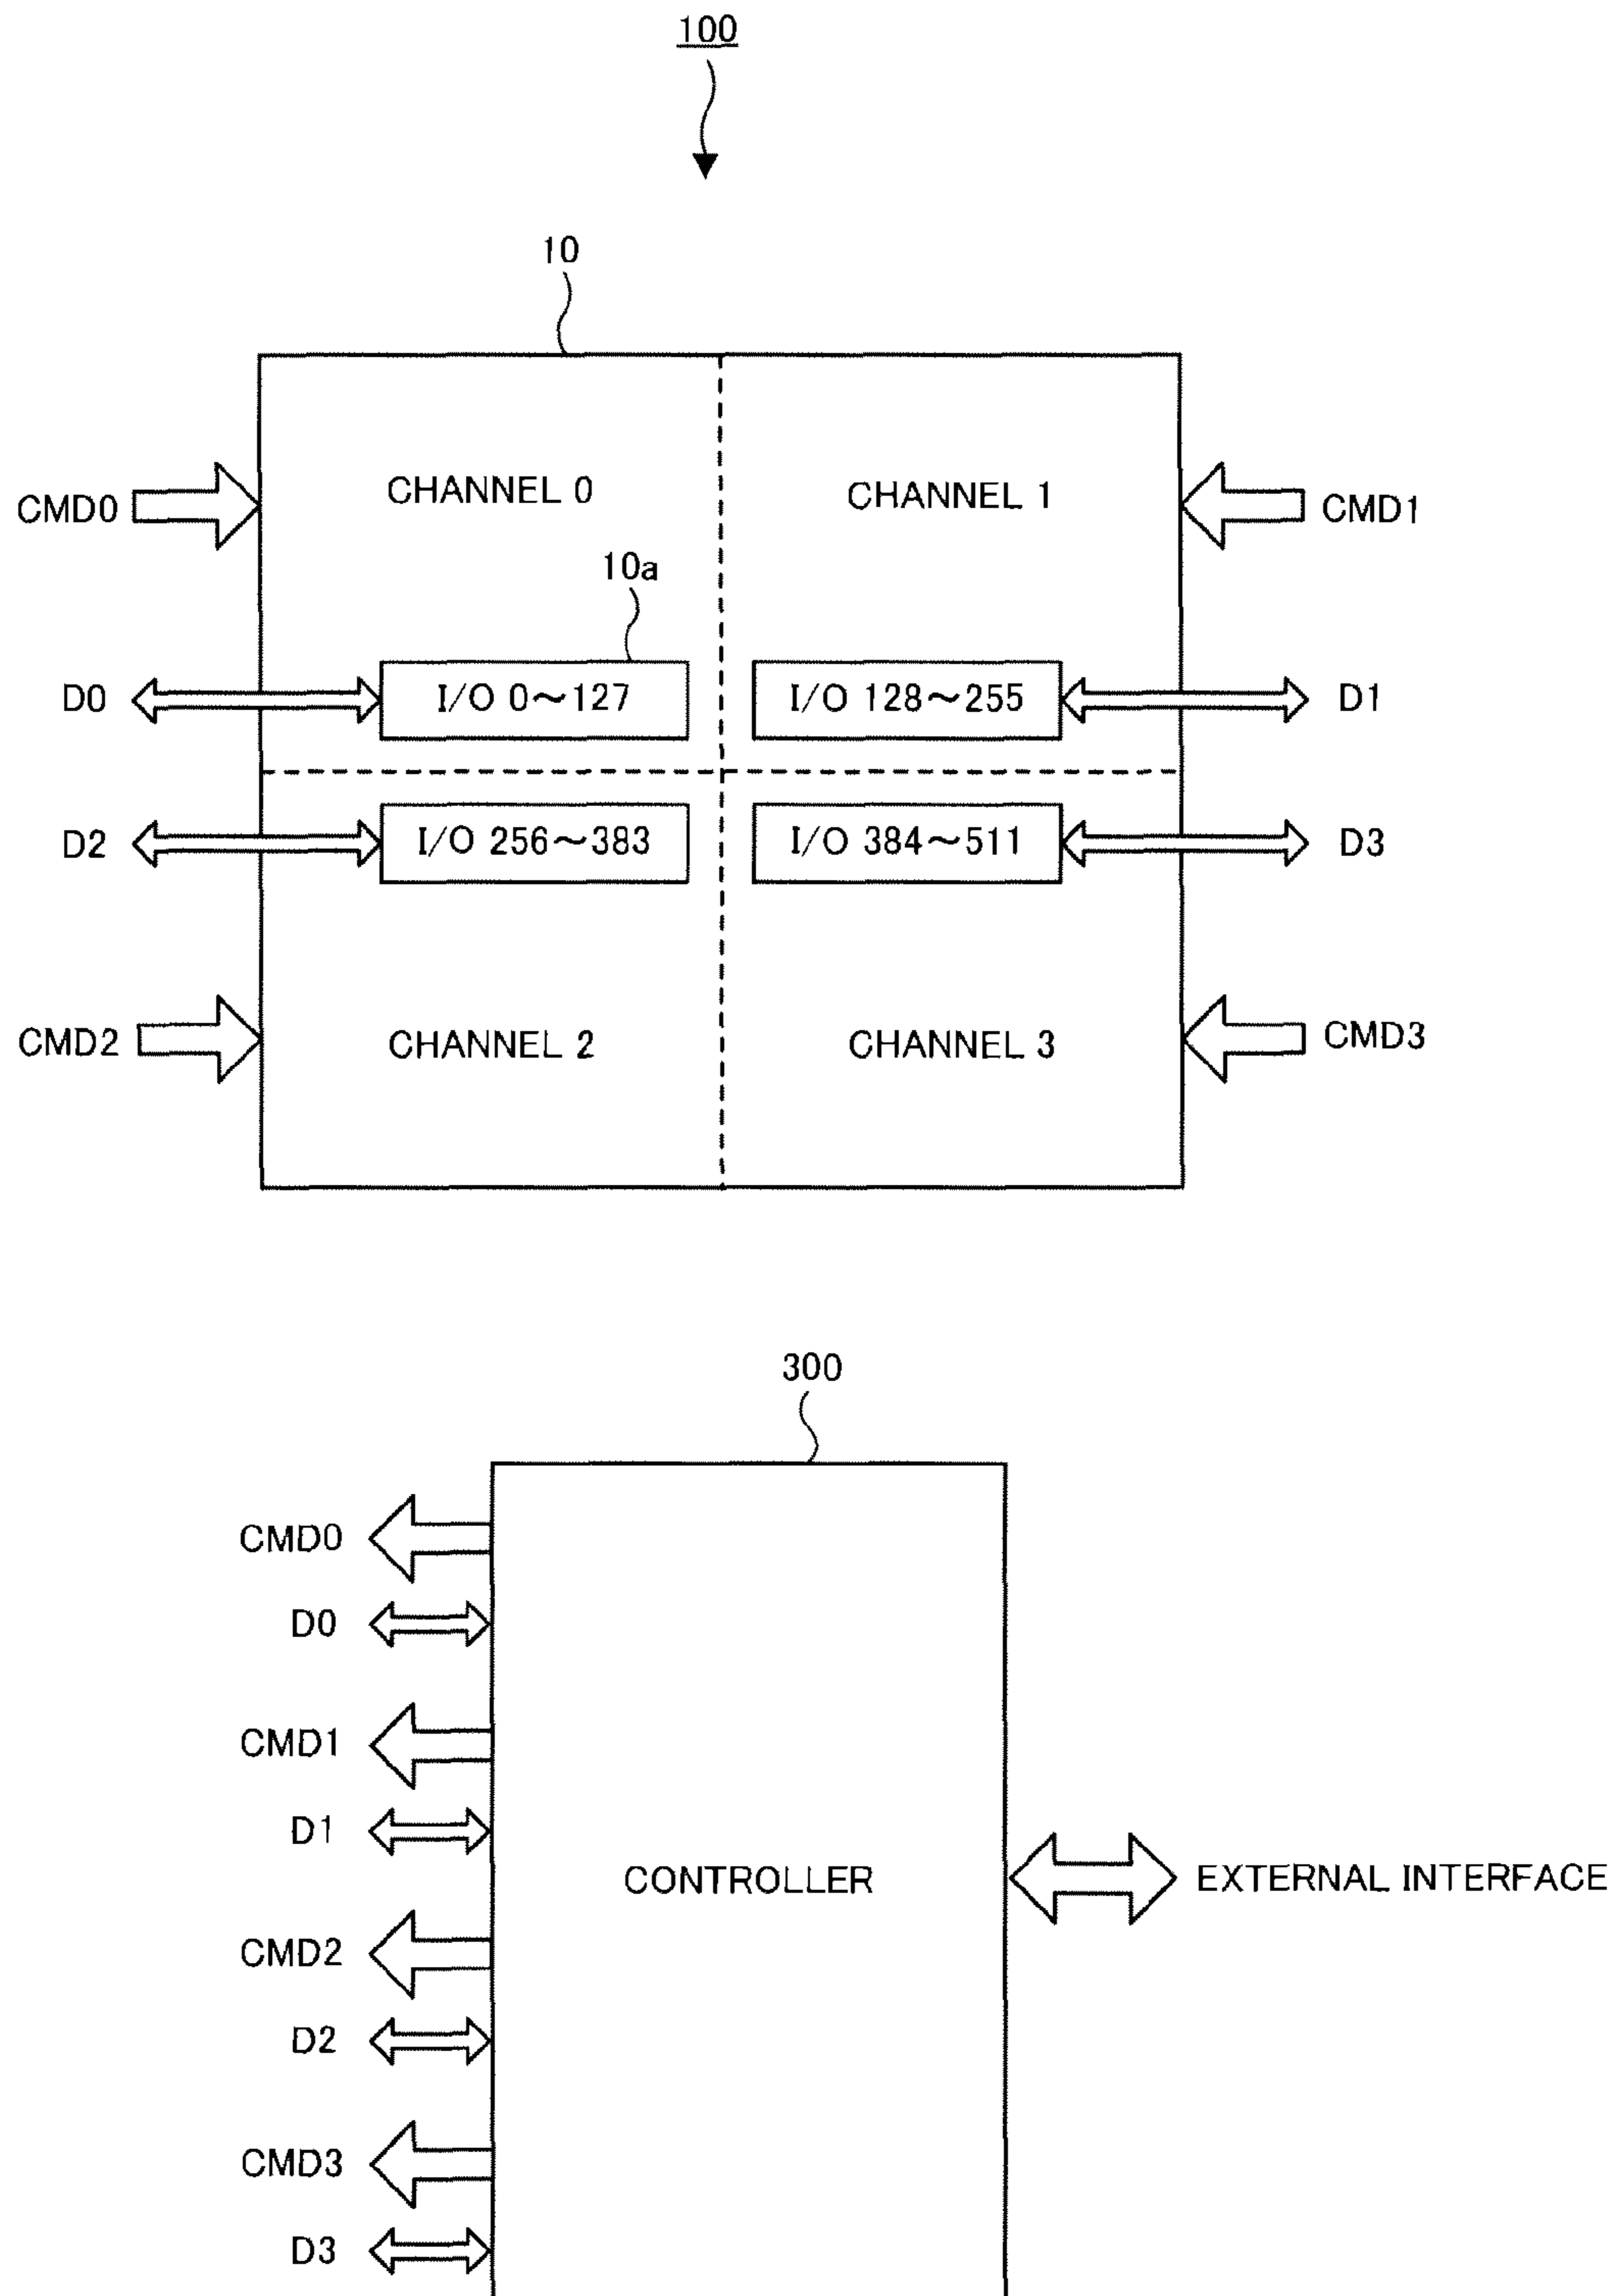 100
10
CHANNEL 0
CHANNEL 1
CMD0
CMD1
10a
D0
I/O 0～127
I/O 128～255
D1
D2
I/O 256～383
I/O 384～511
D3
CMD2
CHANNEL 2
CHANNEL 3
CMD3
300
CMD0
D0
CMD1
D1
CONTROLLER
EXTERNAL INTERFACE
CMD2
D2
CMD3
D3